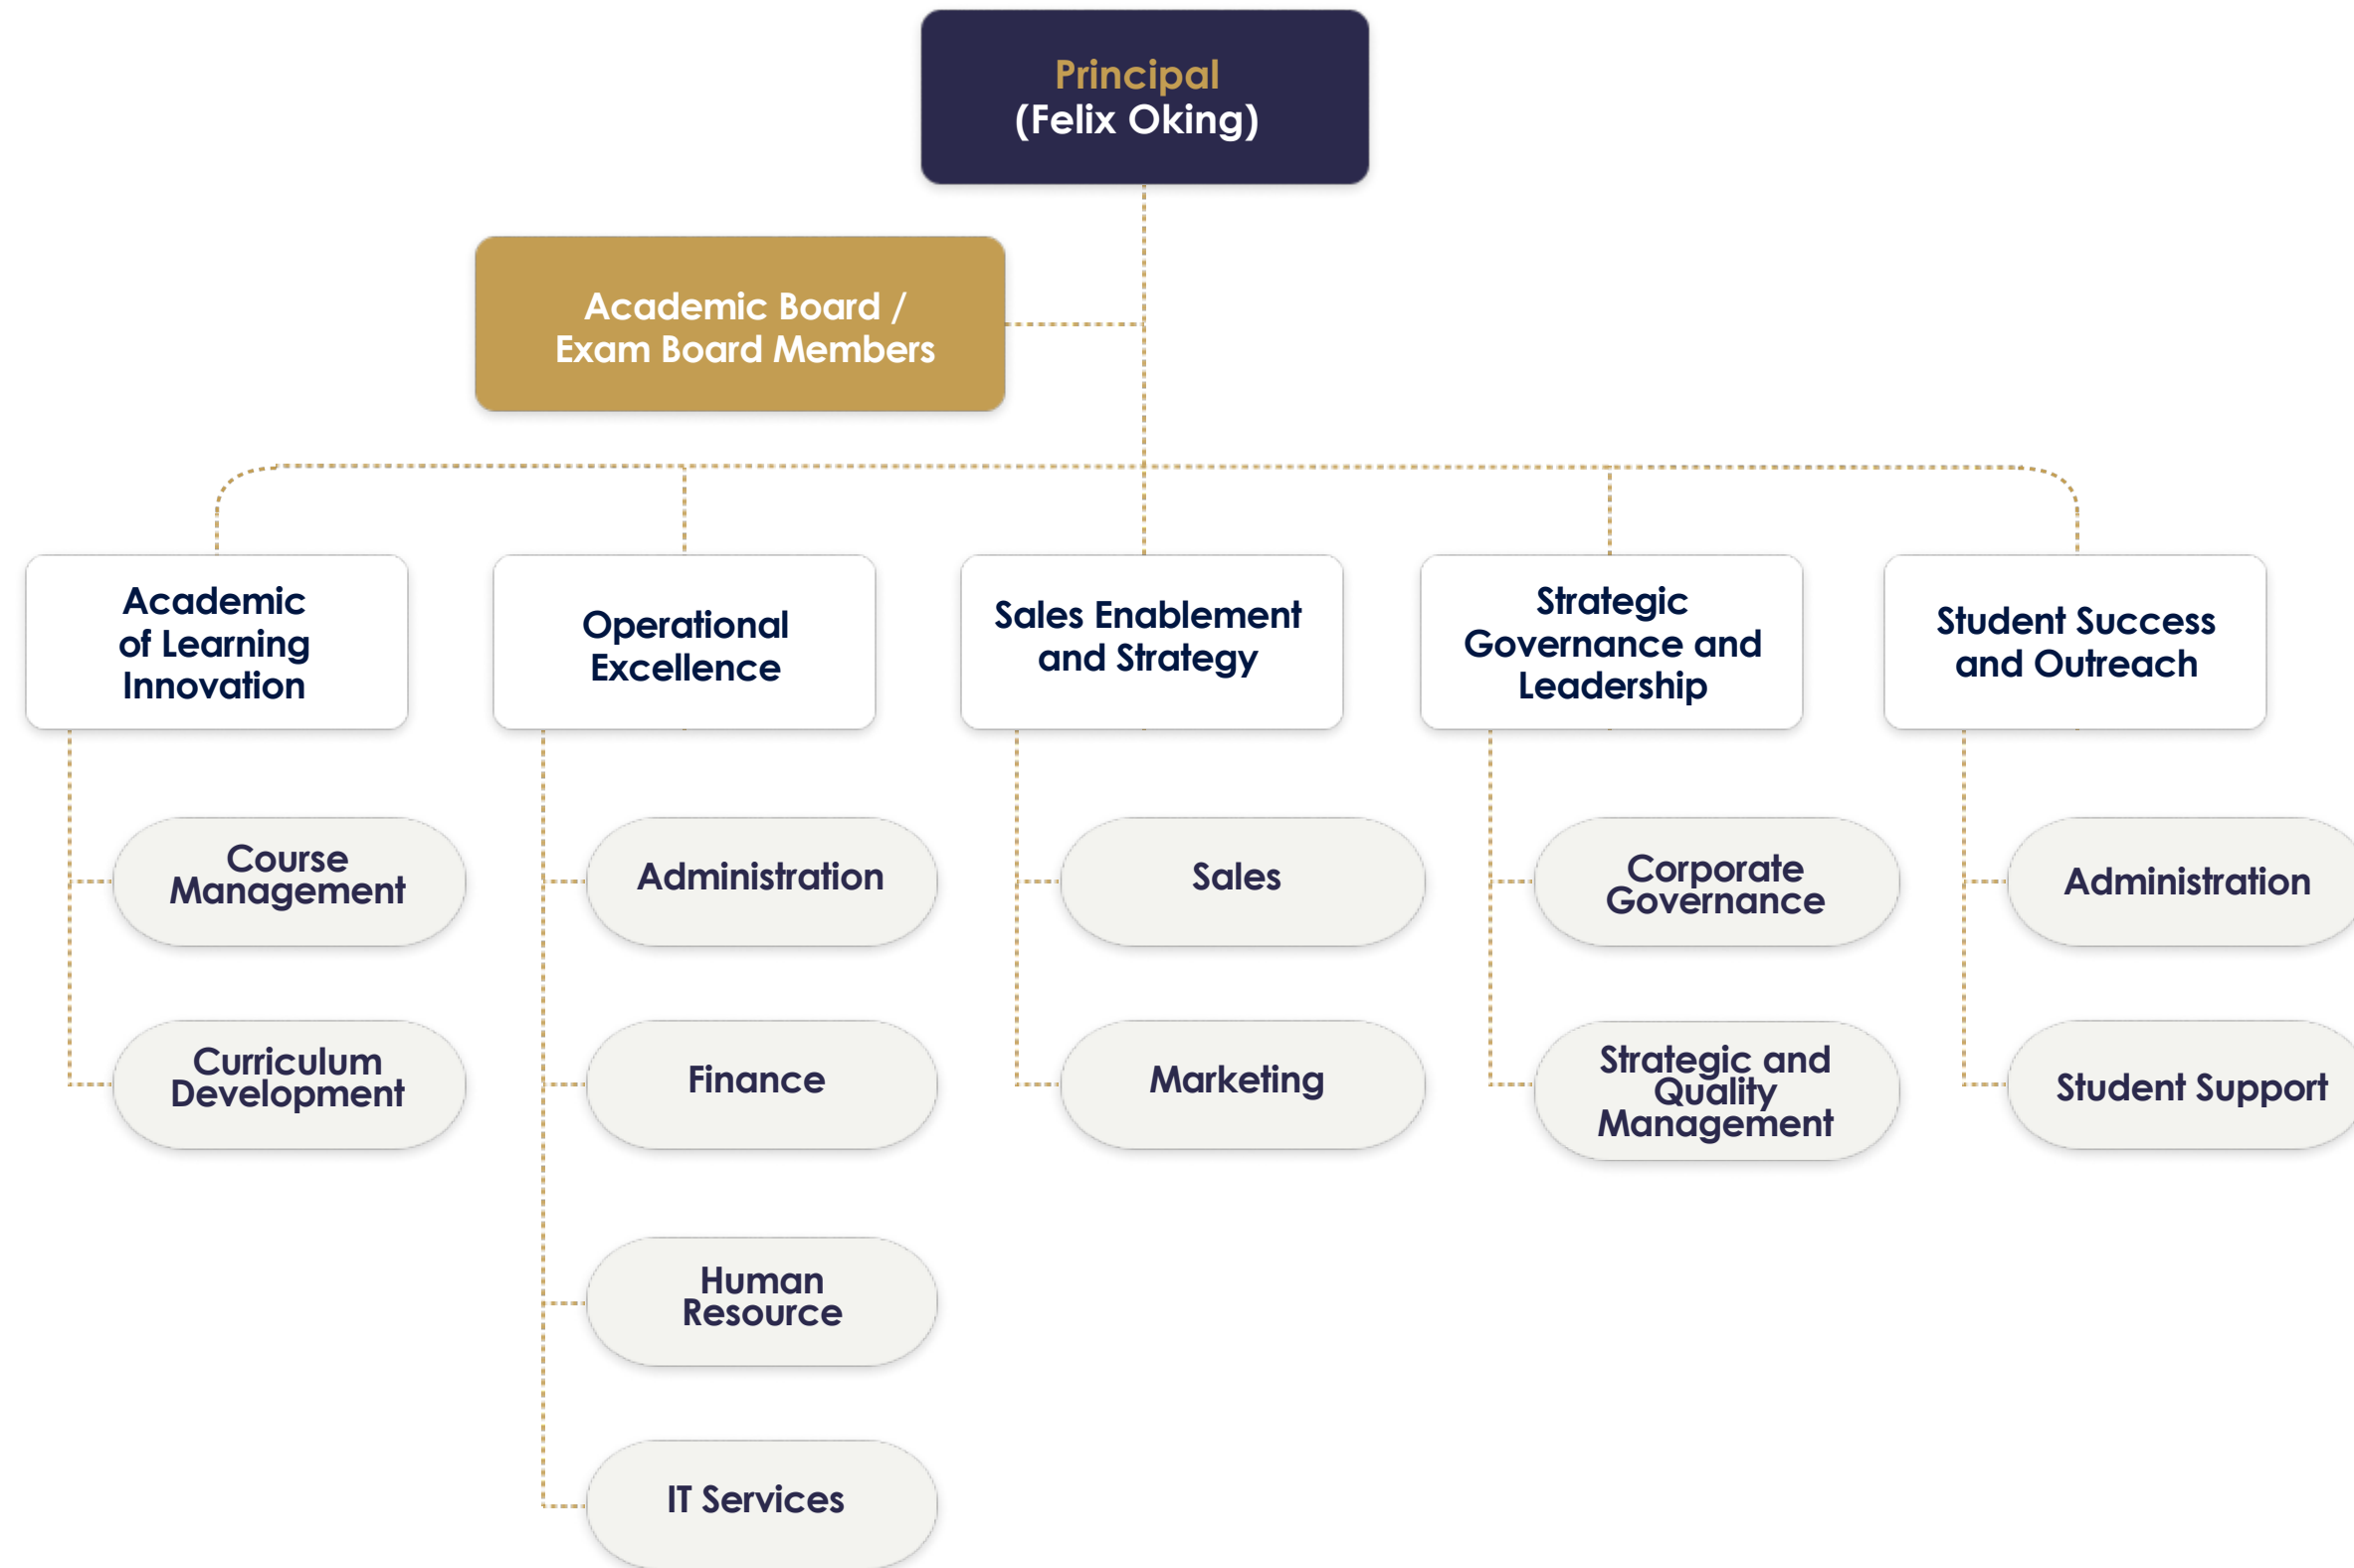 Principal
(Felix Oking)
Academic Board /
Exam Board Members
Academic
of Learning
Innovation
Operational
Excellence
Sales Enablement
and Strategy
Strategic
Governance and
Leadership
Student Success
and Outreach
Course
Management
Administration
Sales
Corporate
Governance
Administration
Curriculum
Development
Finance
Marketing
Strategic and
Quality
Management
Student Support
Human
Resource
IT Services